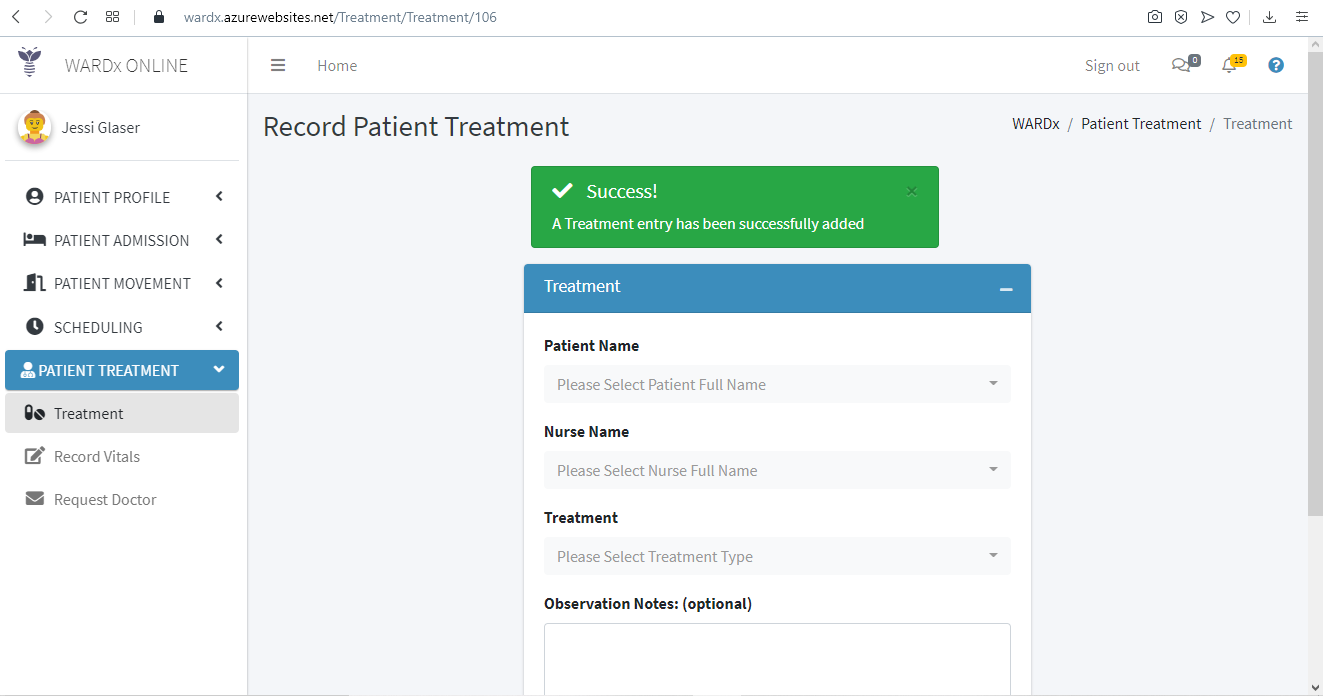 wardx.azurewebsites.net/Treatment/Treatment/106
WARDx ONLINE
Home
Sign out
0
15
?
Jessi Glaser
Record Patient Treatment
WARDx / Patient Treatment / Treatment
PATIENT PROFILE
PATIENT ADMISSION
PATIENT MOVEMENT
SCHEDULING
PATIENT TREATMENT
Treatment
Record Vitals
Request Doctor
Success!
×
A Treatment entry has been successfully added
Treatment
Patient Name
Please Select Patient Full Name
Nurse Name
Please Select Nurse Full Name
Treatment
Please Select Treatment Type
Observation Notes: (optional)